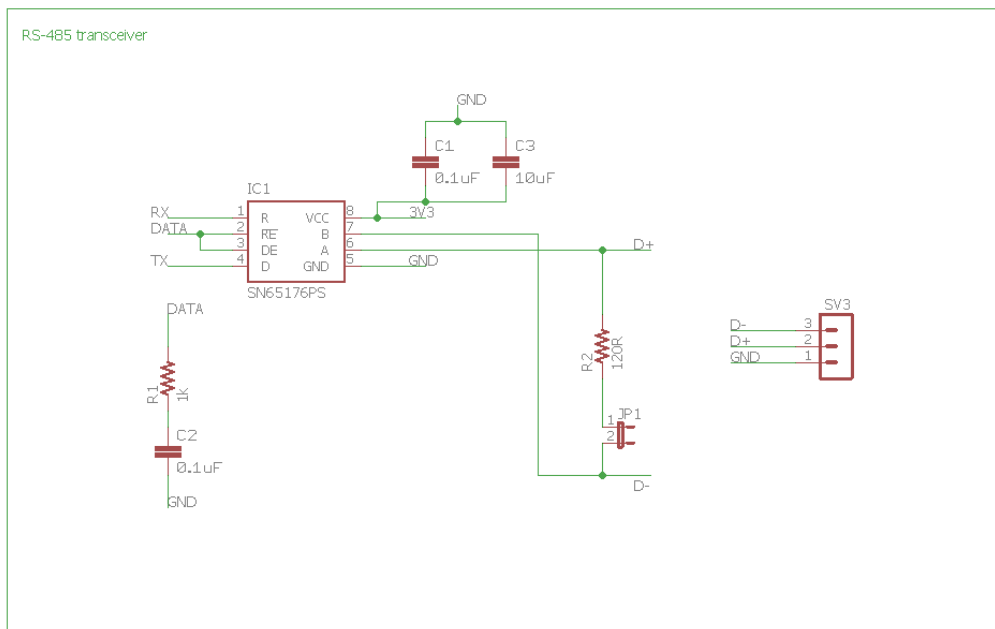 RS-485 transceiver
GND
C1
C3
0.1uF
10uF
IC1
RX
1
R
VCC
8
3V3
DATA
2
RE
B
7
3
DE
A
6
D+
TX
4
D
GND
5
GND
SN65176PS
DATA
R1
1K
C2
0.1uF
GND
R2
120R
JP1
1
2
D-
SV3
D-
3
D+
2
GND
1